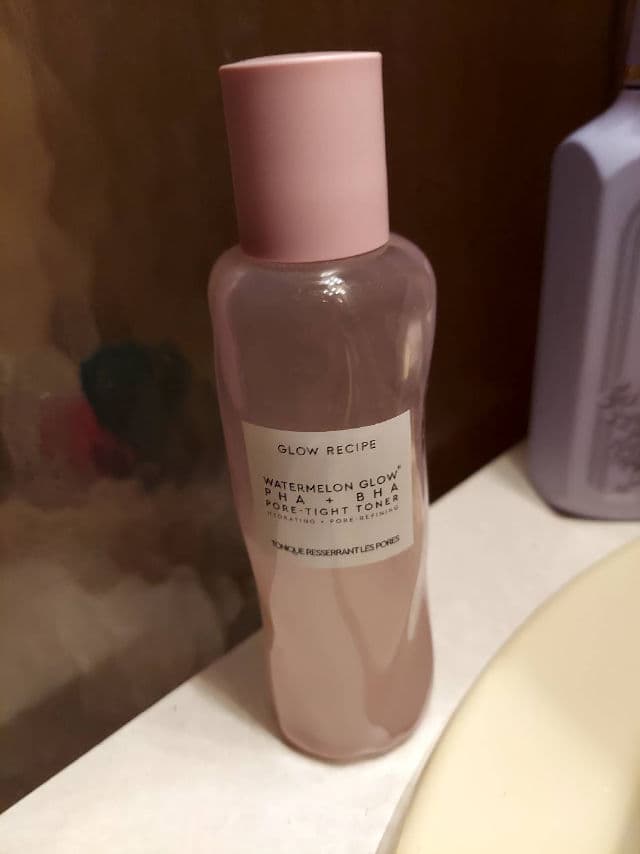 GLOW RECIPE
WATERMELON GLOW®
PHA + BHA
PORE-TIGHT TONER
HYDRATING + PORE-REFINING
TONIQUE RESSERRANT LES PORES